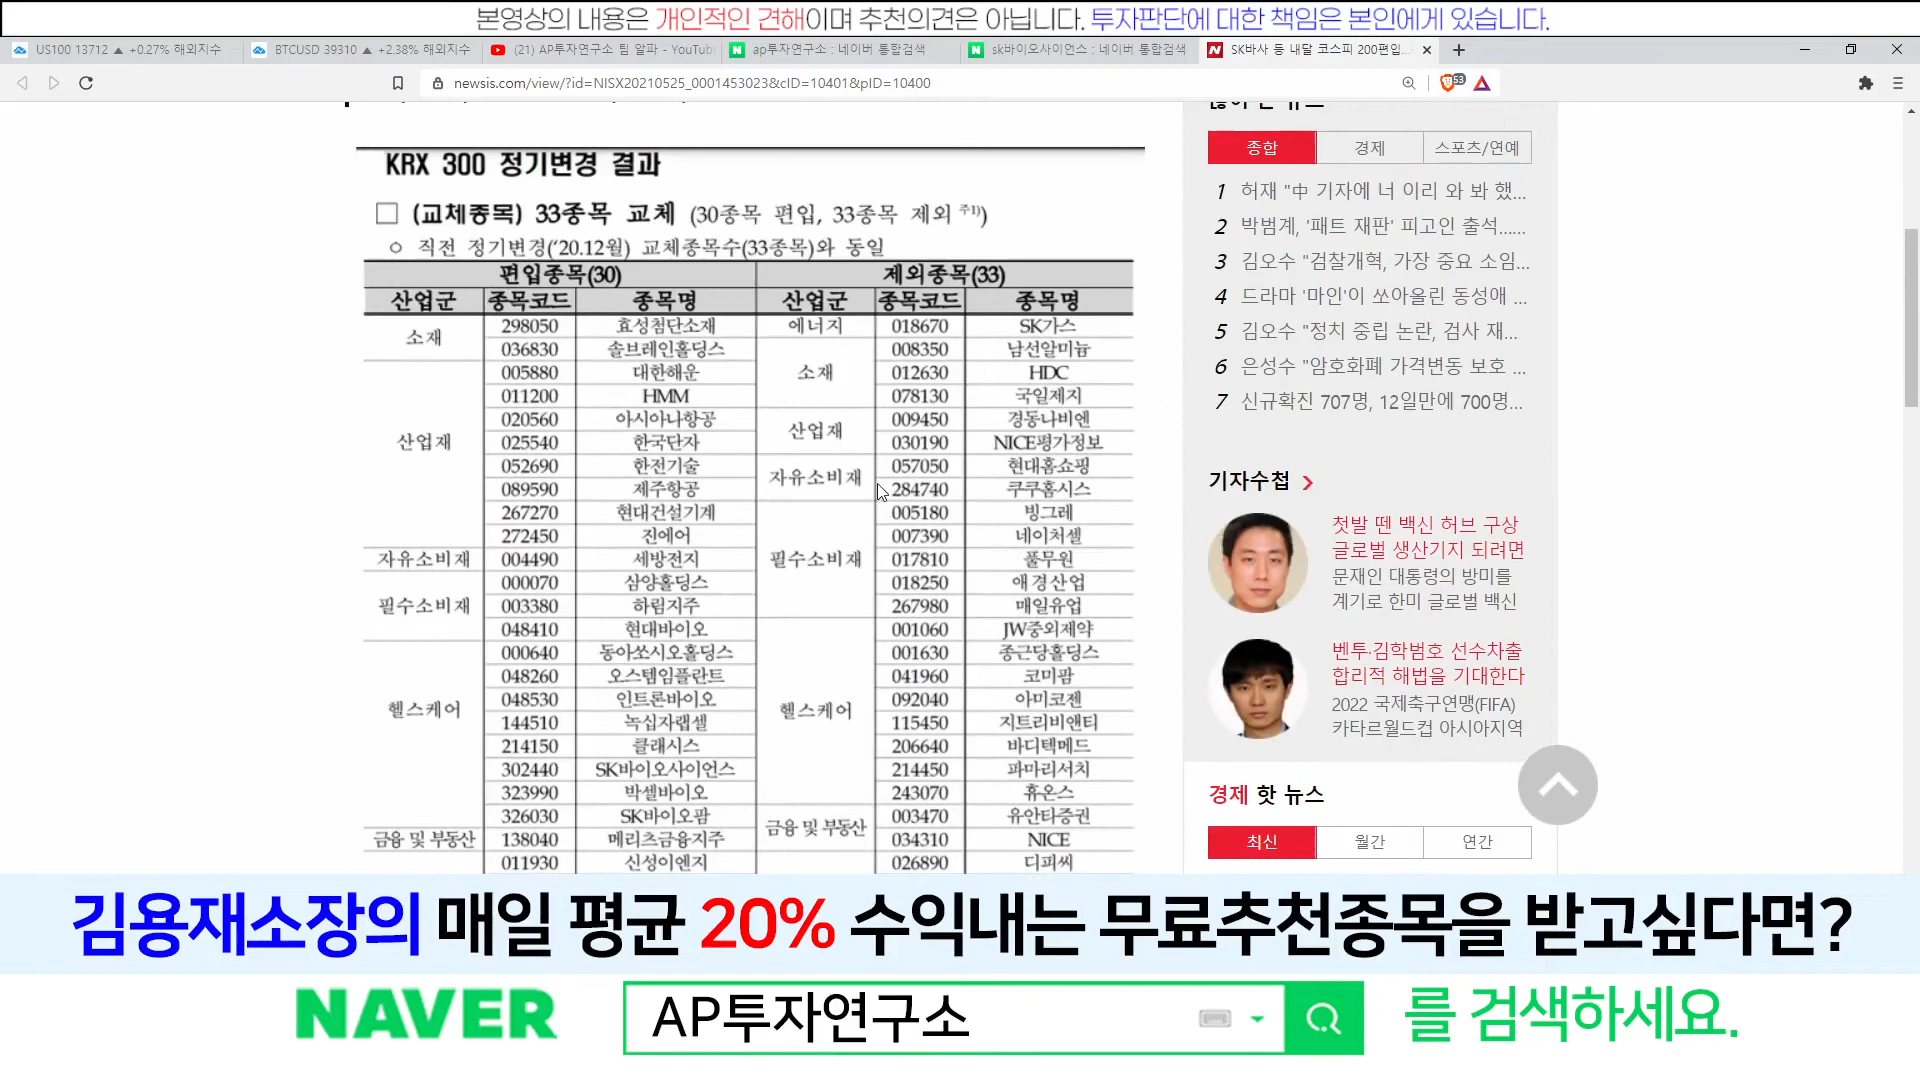 본영상의 내용은 개인적인 견해이며 추천의견은 아닙니다. 투자판단에 대한 책임은 본인에게 있습니다.
US100 13712 ▲ +0.27% 해외지수
BTCUSD 39310 ▲ +2.38% 해외지수
(21) AP투자연구소 팀 알파 - YouTub
ap투자연구소 : 네이버 통합검색
sk바이오사이언스 : 네이버 통합검색
SK바사 등 내달 코스피 200편입...
newsis.com/view/?id=NISX20210525_0001453023&cID=10401&pID=10400
53
KRX 300 정기변경 결과
□ (교체종목) 33종목 교체 (30종목 편입, 33종목 제외 주1))
○ 직전 정기변경('20.12월) 교체종목수(33종목)와 동일
편입종목(30) 제외종목(33)
산업군 종목코드 종목명 산업군 종목코드 종목명
소재 298050 효성첨단소재 에너지 018670 SK가스
036830 솔브레인홀딩스 소재 008350 남선알미늄
산업재 005880 대한해운 012630 HDC
011200 HMM 078130 국일제지
020560 아시아나항공 산업재 009450 경동나비엔
025540 한국단자 030190 NICE평가정보
052690 한전기술 자유소비재 057050 현대홈쇼핑
089590 제주항공 284740 쿠쿠홈시스
267270 현대건설기계 필수소비재 005180 빙그레
272450 진에어 007390 네이처셀
자유소비재 004490 세방전지 017810 풀무원
필수소비재 000070 삼양홀딩스 018250 애경산업
003380 하림지주 267980 매일유업
048410 현대바이오 헬스케어 001060 JW중외제약
헬스케어 000640 동아쏘시오홀딩스 001630 종근당홀딩스
048260 오스템임플란트 041960 코미팜
048530 인트론바이오 092040 아미코젠
144510 녹십자랩셀 115450 지트리비앤티
214150 클래시스 206640 바디텍메드
302440 SK바이오사이언스 214450 파마리서치
323990 박셀바이오 243070 휴온스
326030 SK바이오팜 금융 및 부동산 003470 유안타증권
금융 및 부동산 138040 메리츠금융지주 034310 NICE
011930 신성이엔지 026890 디피씨
종합 경제 스포츠/연예
1 허재 "中 기자에 너 이리 와 봐 했...
2 박범계, '패트 재판' 피고인 출석......
3 김오수 "검찰개혁, 가장 중요 소임...
4 드라마 '마인'이 쏘아올린 동성애 ...
5 김오수 "정치 중립 논란, 검사 재...
6 은성수 "암호화폐 가격변동 보호 ...
7 신규확진 707명, 12일만에 700명...
기자수첩
첫발 뗀 백신 허브 구상
글로벌 생산기지 되려면
문재인 대통령의 방미를
계기로 한미 글로벌 백신
벤투·김학범호 선수차출
합리적 해법을 기대한다
2022 국제축구연맹(FIFA)
카타르월드컵 아시아지역
경제 핫 뉴스
최신 월간 연간
김용재소장의 매일 평균 20% 수익내는 무료추천종목을 받고싶다면?
NAVER AP투자연구소 를 검색하세요.